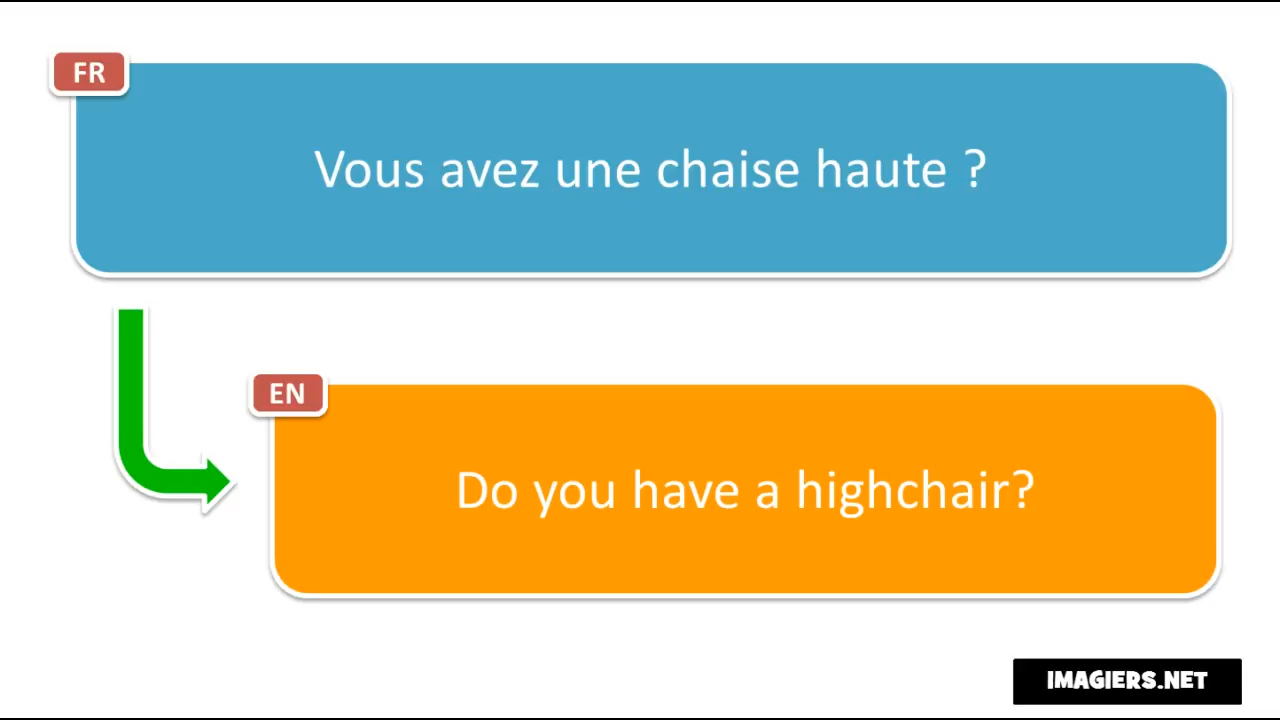 FR
Vous avez une chaise haute ?
EN
Do you have a highchair?
IMAGIERS.NET